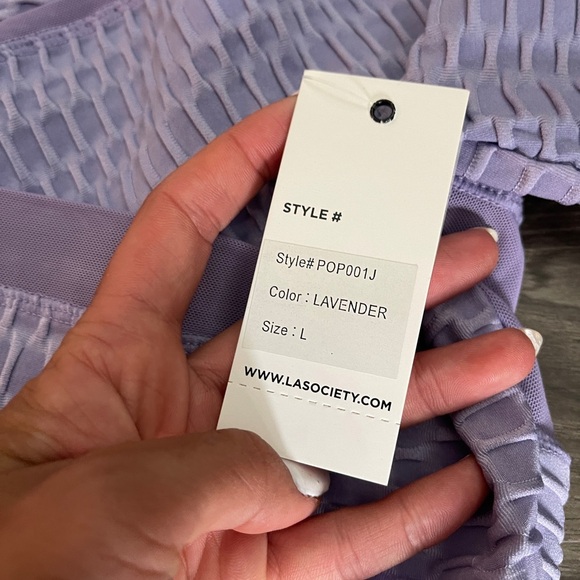 STYLE #
Style# POP001J
Color : LAVENDER
Size : L
WWW.LASOCIETY.COM